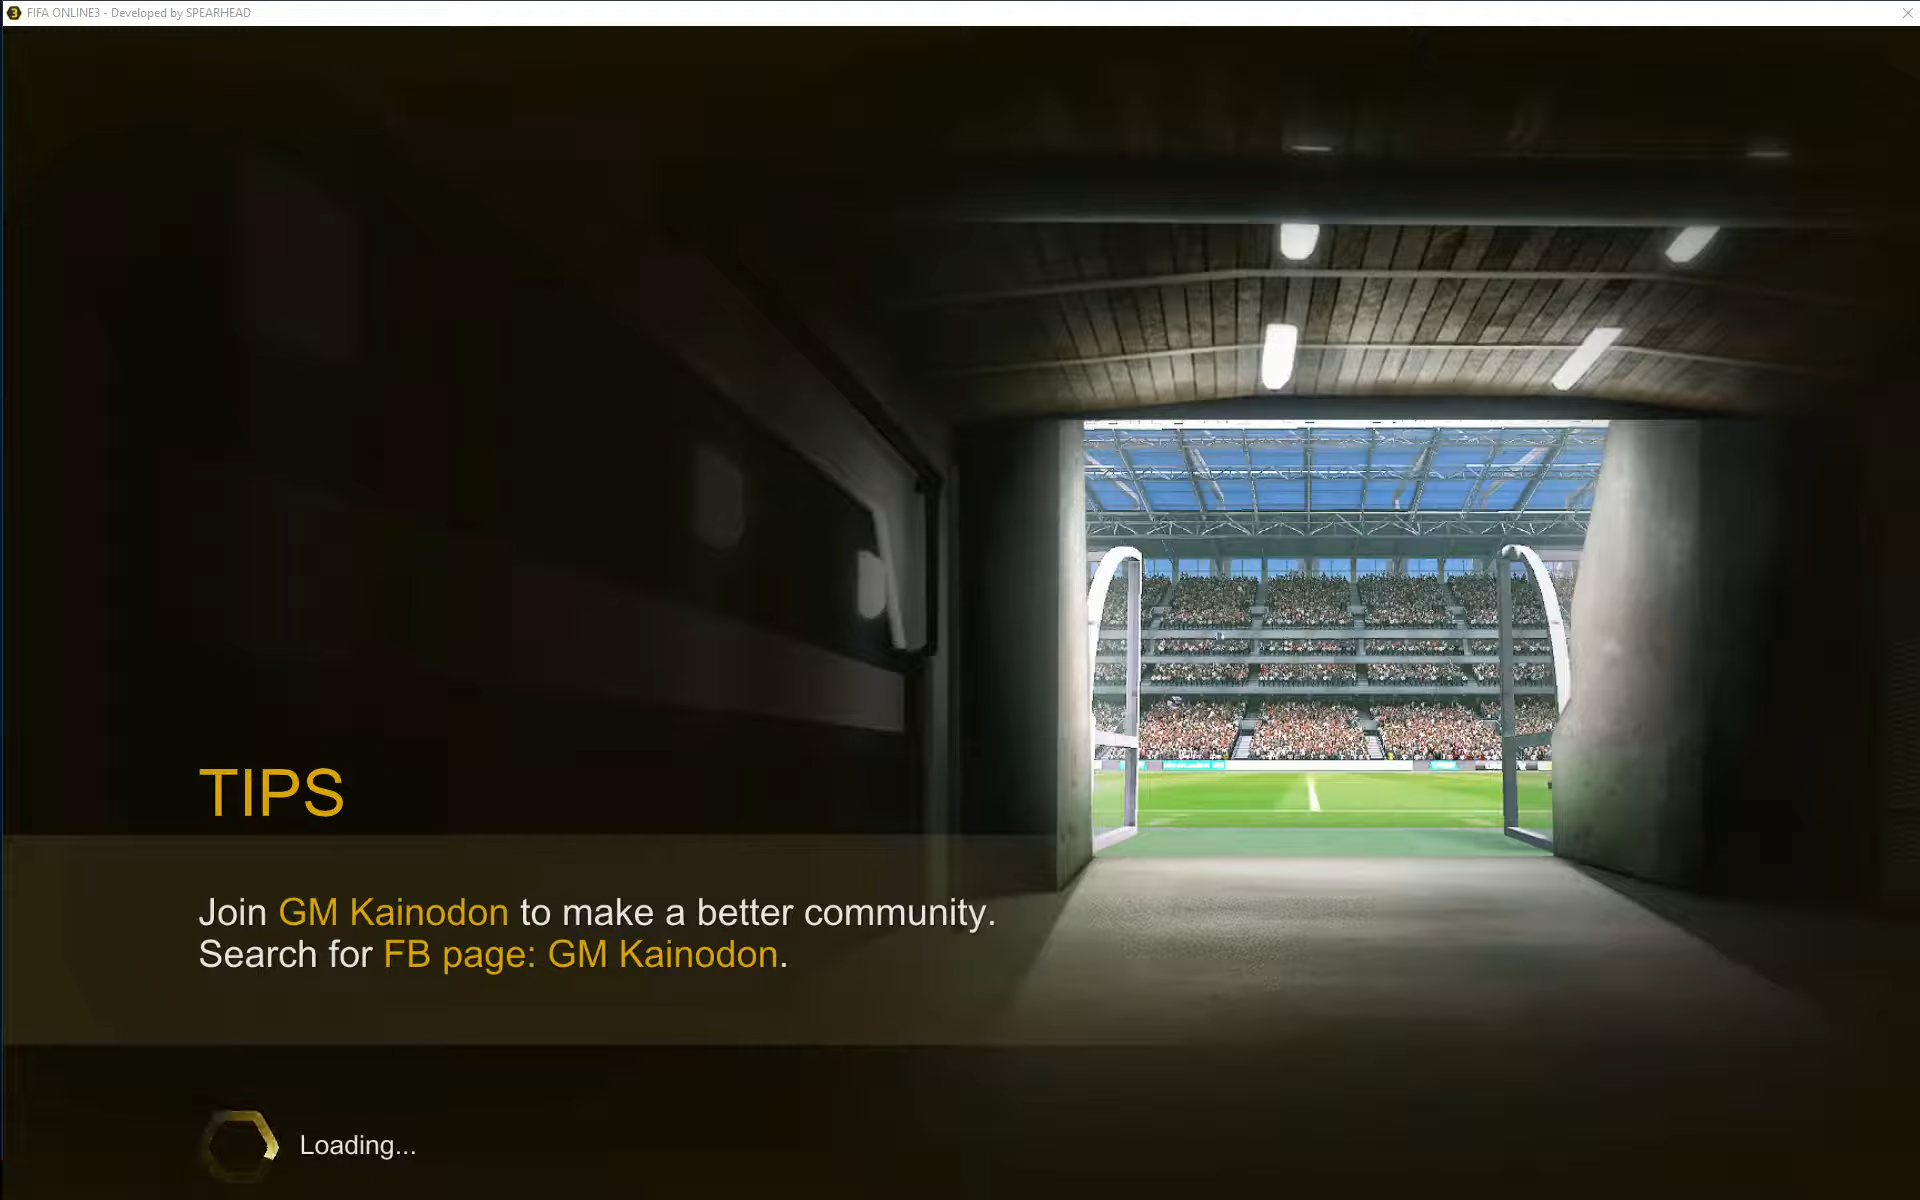 FIFA ONLINE3 - Developed by SPEARHEAD
TIPS
Join GM Kainodon to make a better community.
Search for FB page: GM Kainodon.
Loading...